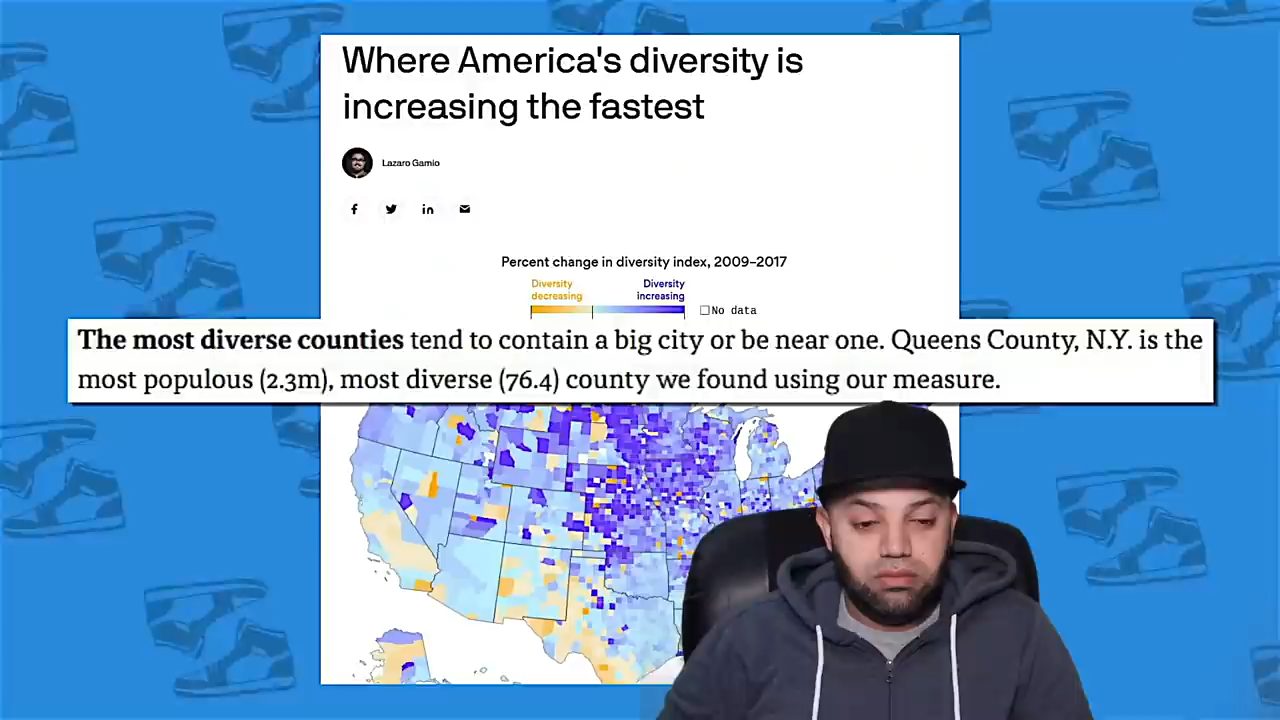 Where America's diversity is
increasing the fastest
Lazaro Gamio
Percent change in diversity index, 2009–2017
Diversity
decreasing
Diversity
increasing
No data
The most diverse counties tend to contain a big city or be near one. Queens County, N.Y. is the
most populous (2.3m), most diverse (76.4) county we found using our measure.